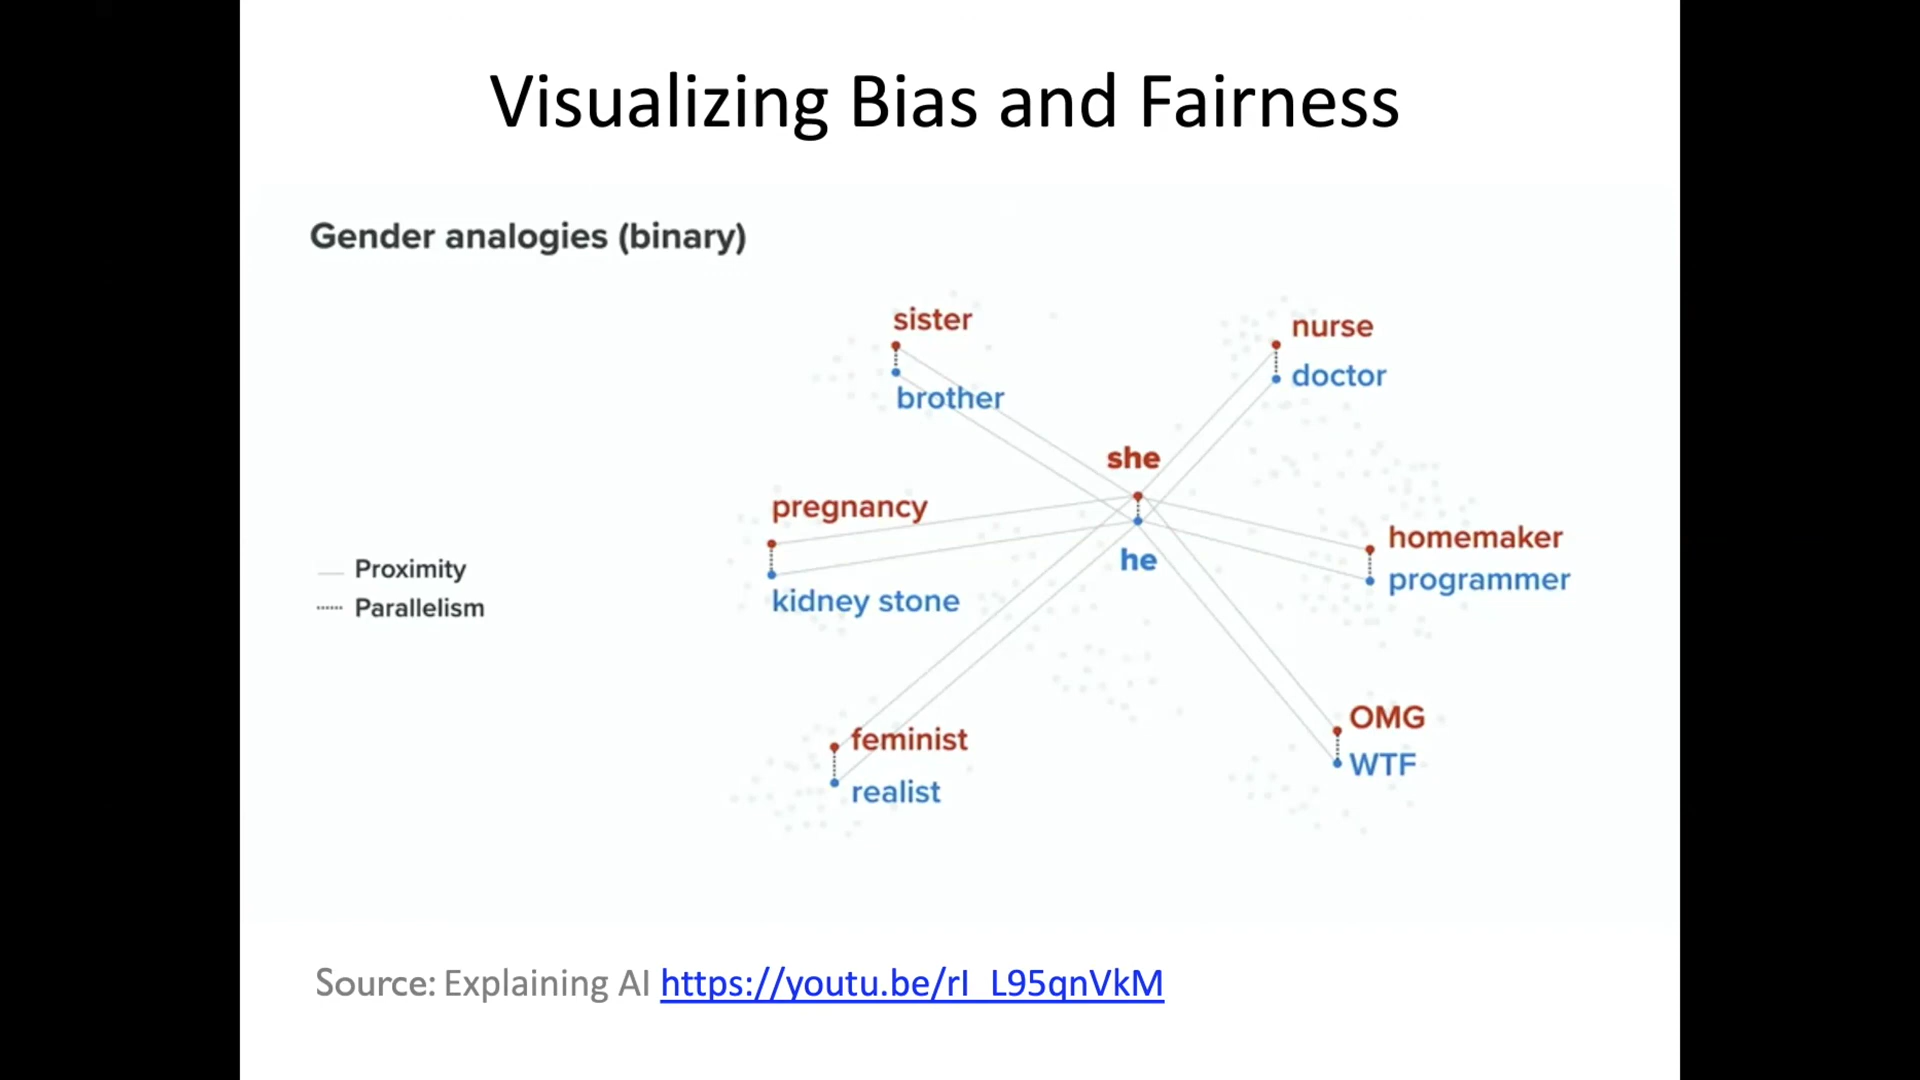 Visualizing Bias and Fairness
Gender analogies (binary)
sister
brother
nurse
doctor
she
he
pregnancy
kidney stone
homemaker
programmer
Proximity
Parallelism
feminist
realist
OMG
WTF
Source: Explaining AI https://youtu.be/rI_L95qnVkM